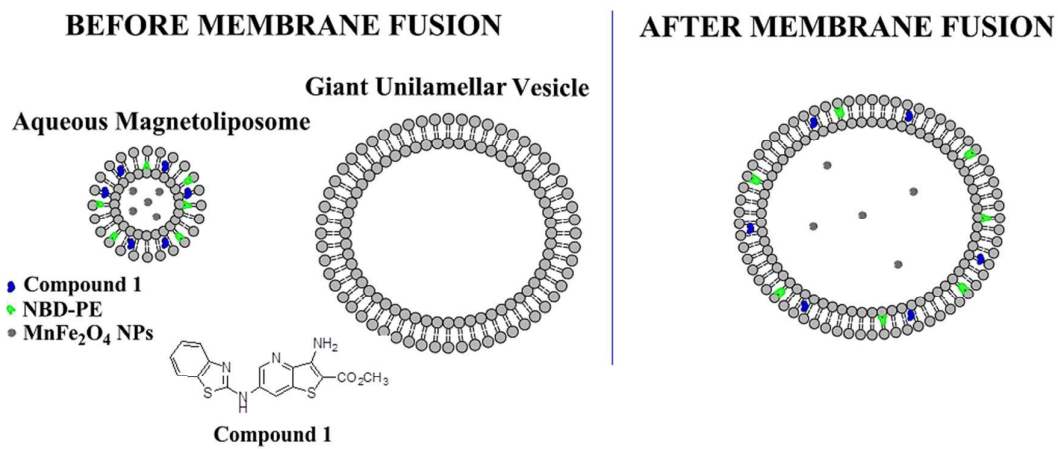 BEFORE MEMBRANE FUSION
AFTER MEMBRANE FUSION
Giant Unilamellar Vesicle
Aqueous Magnetoliposome
Compound 1
NBD-PE
MnFe₂O₄ NPs
NH₂
N
N
CO₂CH₃
S
N
H
S
Compound 1